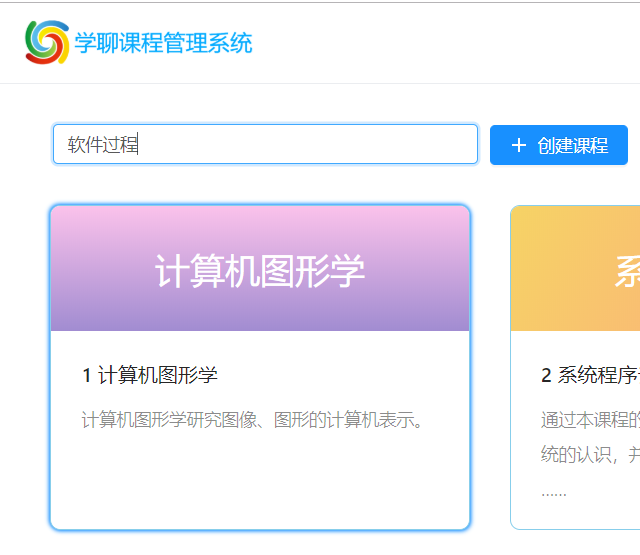 学聊课程管理系统
软件过程
创建课程
计算机图形学
系
1 计算机图形学
计算机图形学研究图像、图形的计算机表示。
2 系统程序
通过本课程的
统的认识，并
......